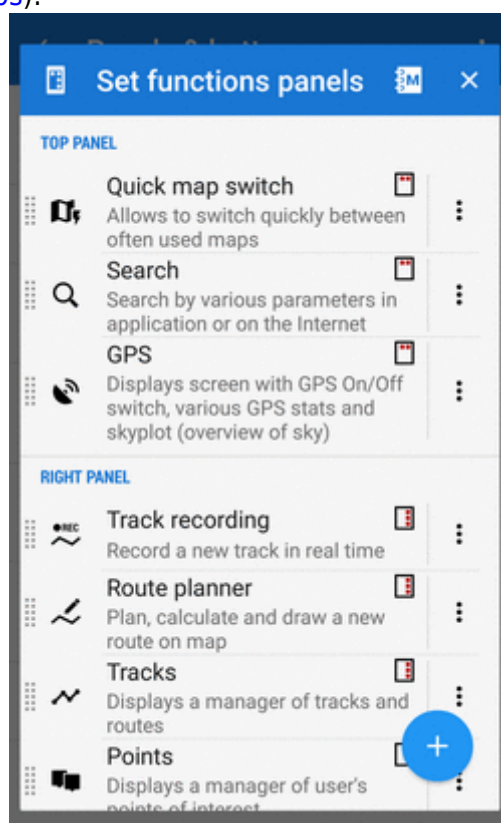 ps).
Set functions panels
TOP PANEL
Quick map switch
Allows to switch quickly between
often used maps
Search
Search by various parameters in
application or on the Internet
GPS
Displays screen with GPS On/Off
switch, various GPS stats and
skyplot (overview of sky)
RIGHT PANEL
REC
Track recording
Record a new track in real time
Route planner
Plan, calculate and draw a new
route on map
Tracks
Displays a manager of tracks and
routes
Points
Displays a manager of user's
points of interest